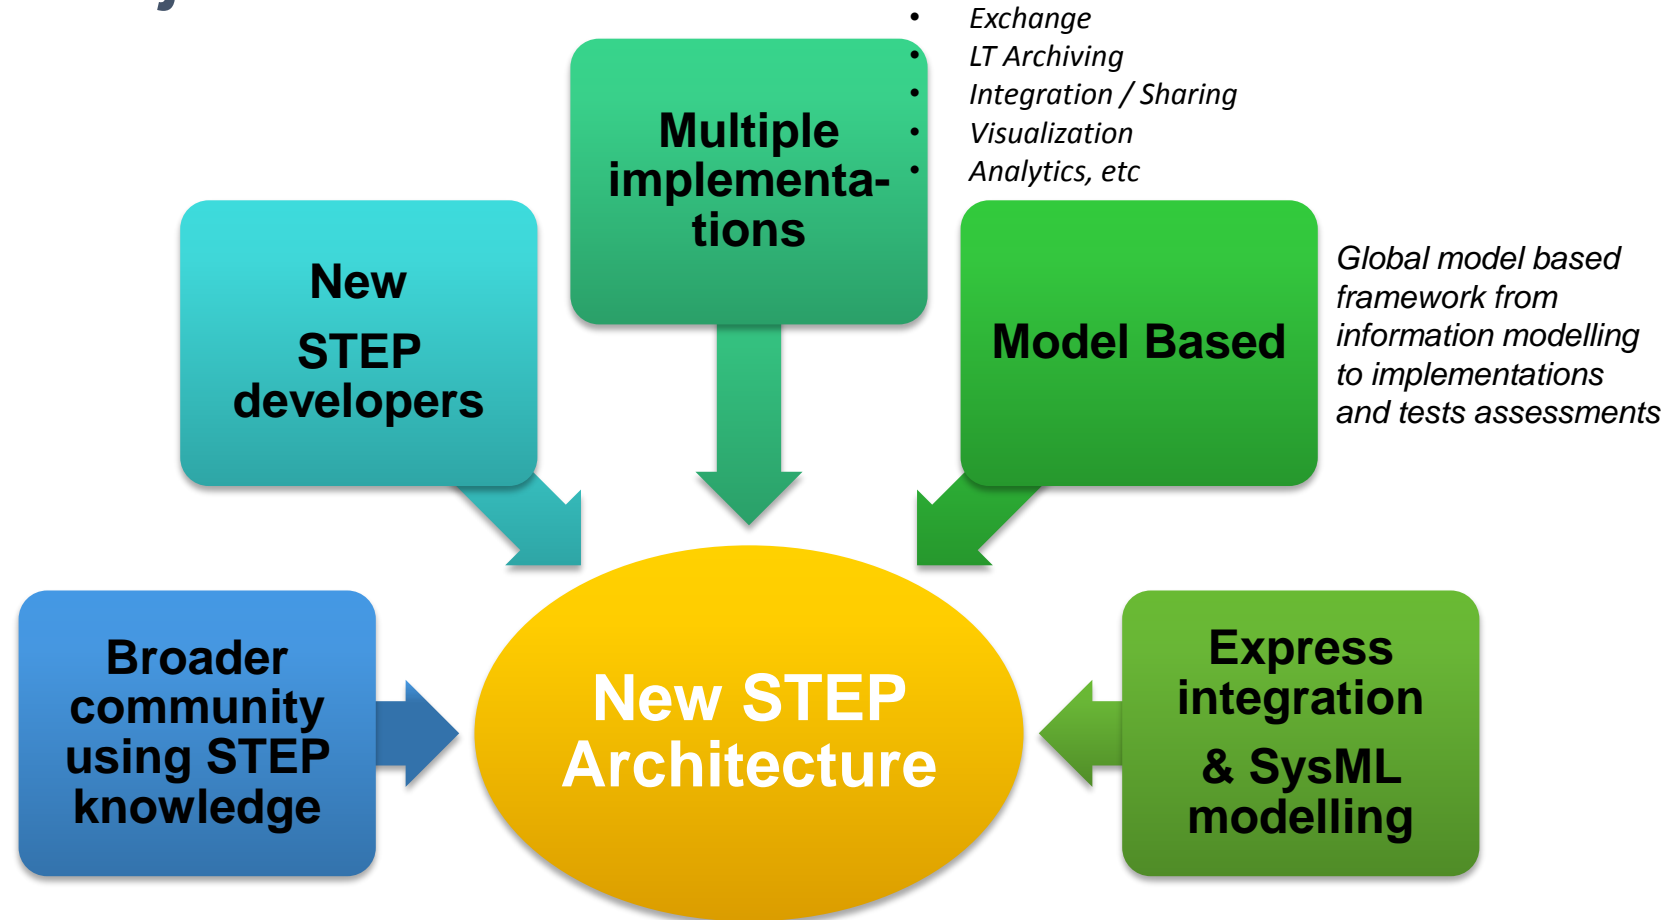 • Exchange
• LT Archiving
• Integration / Sharing
• Visualization
• Analytics, etc
Multiple
implementa-
tions
New
STEP
developers
Model Based
Global model based
framework from
information modelling
to implementations
and tests assessments
Broader
community
using STEP
knowledge
New STEP
Architecture
Express
integration
& SysML
modelling